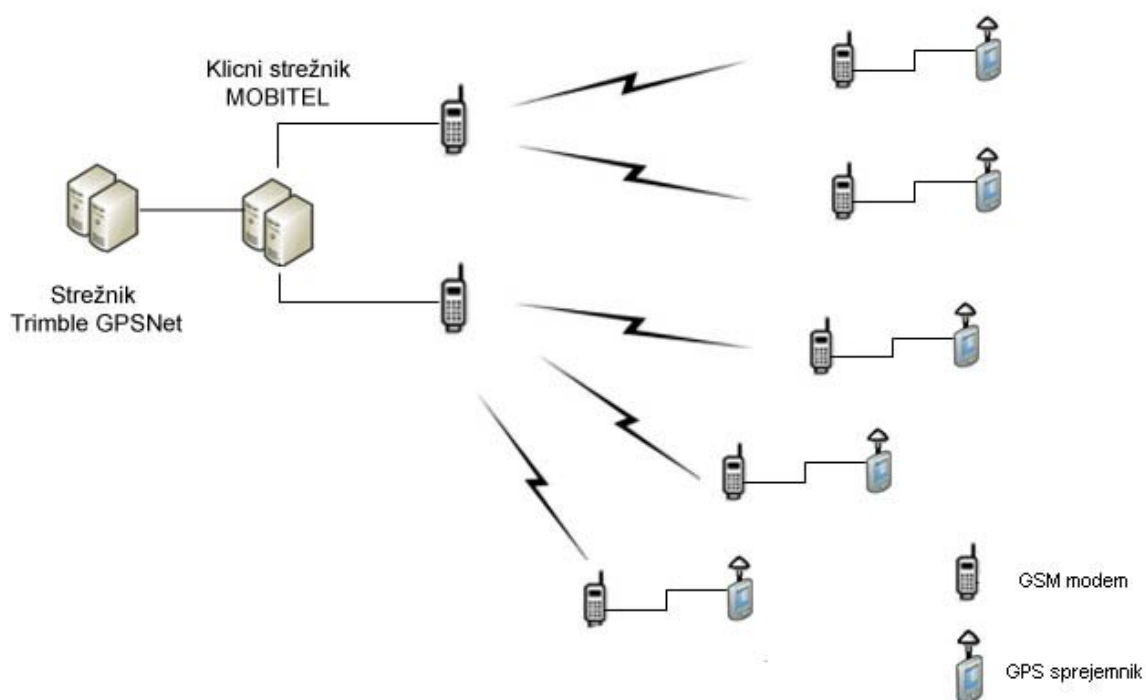 Klicni strežnik
MOBITEL
Strežnik
Trimble GPSNet
GSM modem
GPS sprejemnik